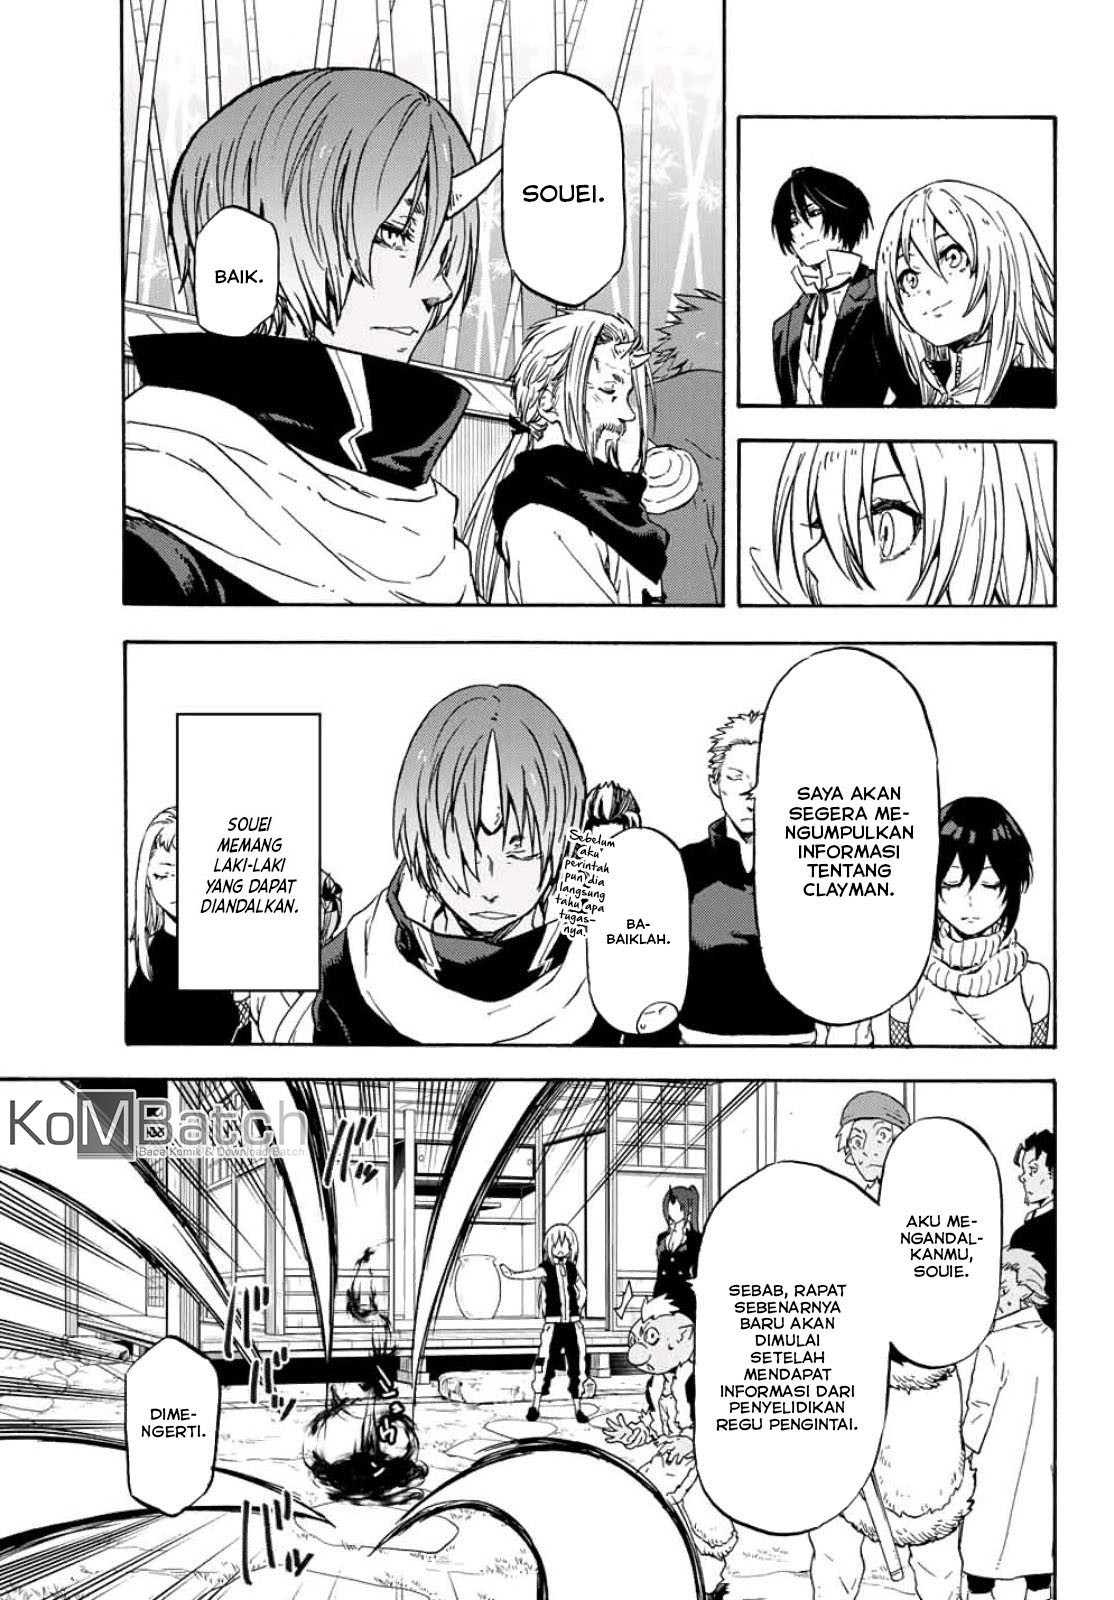 SOUEI.
BAIK.
SAYA AKAN
SEGERA ME-
NGUMPULKAN
INFORMASI
TENTANG
CLAYMAN.
BA-
BAIKLAH.
Sebelum
aku
perintah
pun dia
langsung
tahu apa
tugas-
nya.
SOUEI
MEMANG
LAKI-LAKI
YANG DAPAT
DIANDALKAN.
AKU ME-
NGANDAL-
KANMU,
SOUIE.
SEBAB, RAPAT
SEBENARNYA
BARU AKAN
DIMULAI
SETELAH
MENDAPAT
INFORMASI DARI
PENYELIDIKAN
REGU PENGINTAI.
DIME-
NGERTI.
KoMBatch
Baca Komik & Download Batch